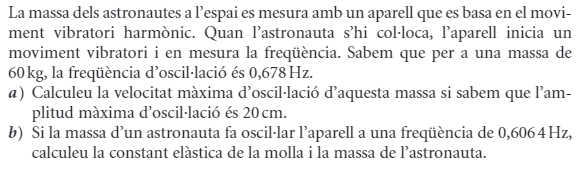 La massa dels astronautes a l'espai es mesura amb un aparell que es basa en el movi-
ment vibratori harmònic. Quan l'astronauta s'hi col·loca, l'aparell inicia un
moviment vibratori i en mesura la freqüència. Sabem que per a una massa de
60 kg, la freqüència d'oscil·lació és 0,678 Hz.
a) Calculeu la velocitat màxima d'oscil·lació d'aquesta massa si sabem que l'am-
plitud màxima d'oscil·lació és 20 cm.
b) Si la massa d'un astronauta fa oscil·lar l'aparell a una freqüència de 0,606 4 Hz,
calculeu la constant elàstica de la molla i la massa de l'astronauta.